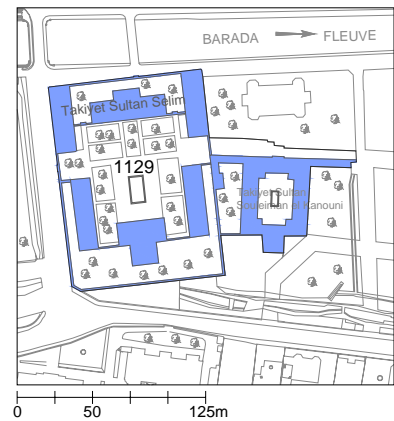 BARADA FLEUVE
Takiyet Sultan Selim
1129
Takiyet Sultan
Souleiman el Kanouni
0 50 125m